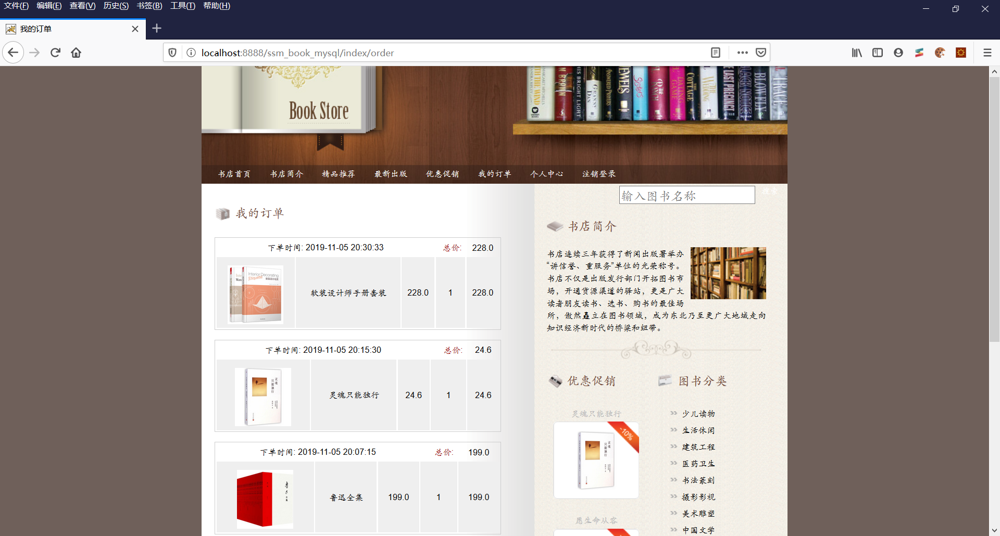 文件(F) 编辑(E) 查看(V) 历史(S) 书签(B) 工具(T) 帮助(H)
我的订单
localhost:8888/ssm_book_mysql/index/order
Book Store
书店首页 书店简介 精品推荐 最新出版 优惠促销 我的订单 个人中心 注销登录
输入图书名称 搜索
我的订单
下单时间: 2019-11-05 20:30:33 总价: 228.0
Interior Decorating
Etiquette
软装设计师手册套装 228.0 1 228.0
下单时间: 2019-11-05 20:15:30 总价: 24.6
灵魂只能独行
灵魂只能独行 24.6 1 24.6
下单时间: 2019-11-05 20:07:15 总价: 199.0
鲁迅全集 199.0 1 199.0
书店简介
书店连续三年获得了新闻出版署举办
“讲信誉、重服务”单位的光荣称号。
书店不仅是出版发行部门开拓图书市
场，开通货源渠道的驿站，更是广大
读者朋友读书、选书、购书的最佳场
所，傲然矗立在图书领域，成为东北乃至更广大地域走向
知识经济新时代的桥梁和纽带。
优惠促销
灵魂只能独行
-10%
灵魂只能独行
愿生命从容
图书分类
少儿读物
生活休闲
建筑工程
医药卫生
书法篆刻
摄影影视
美术雕塑
中国文学